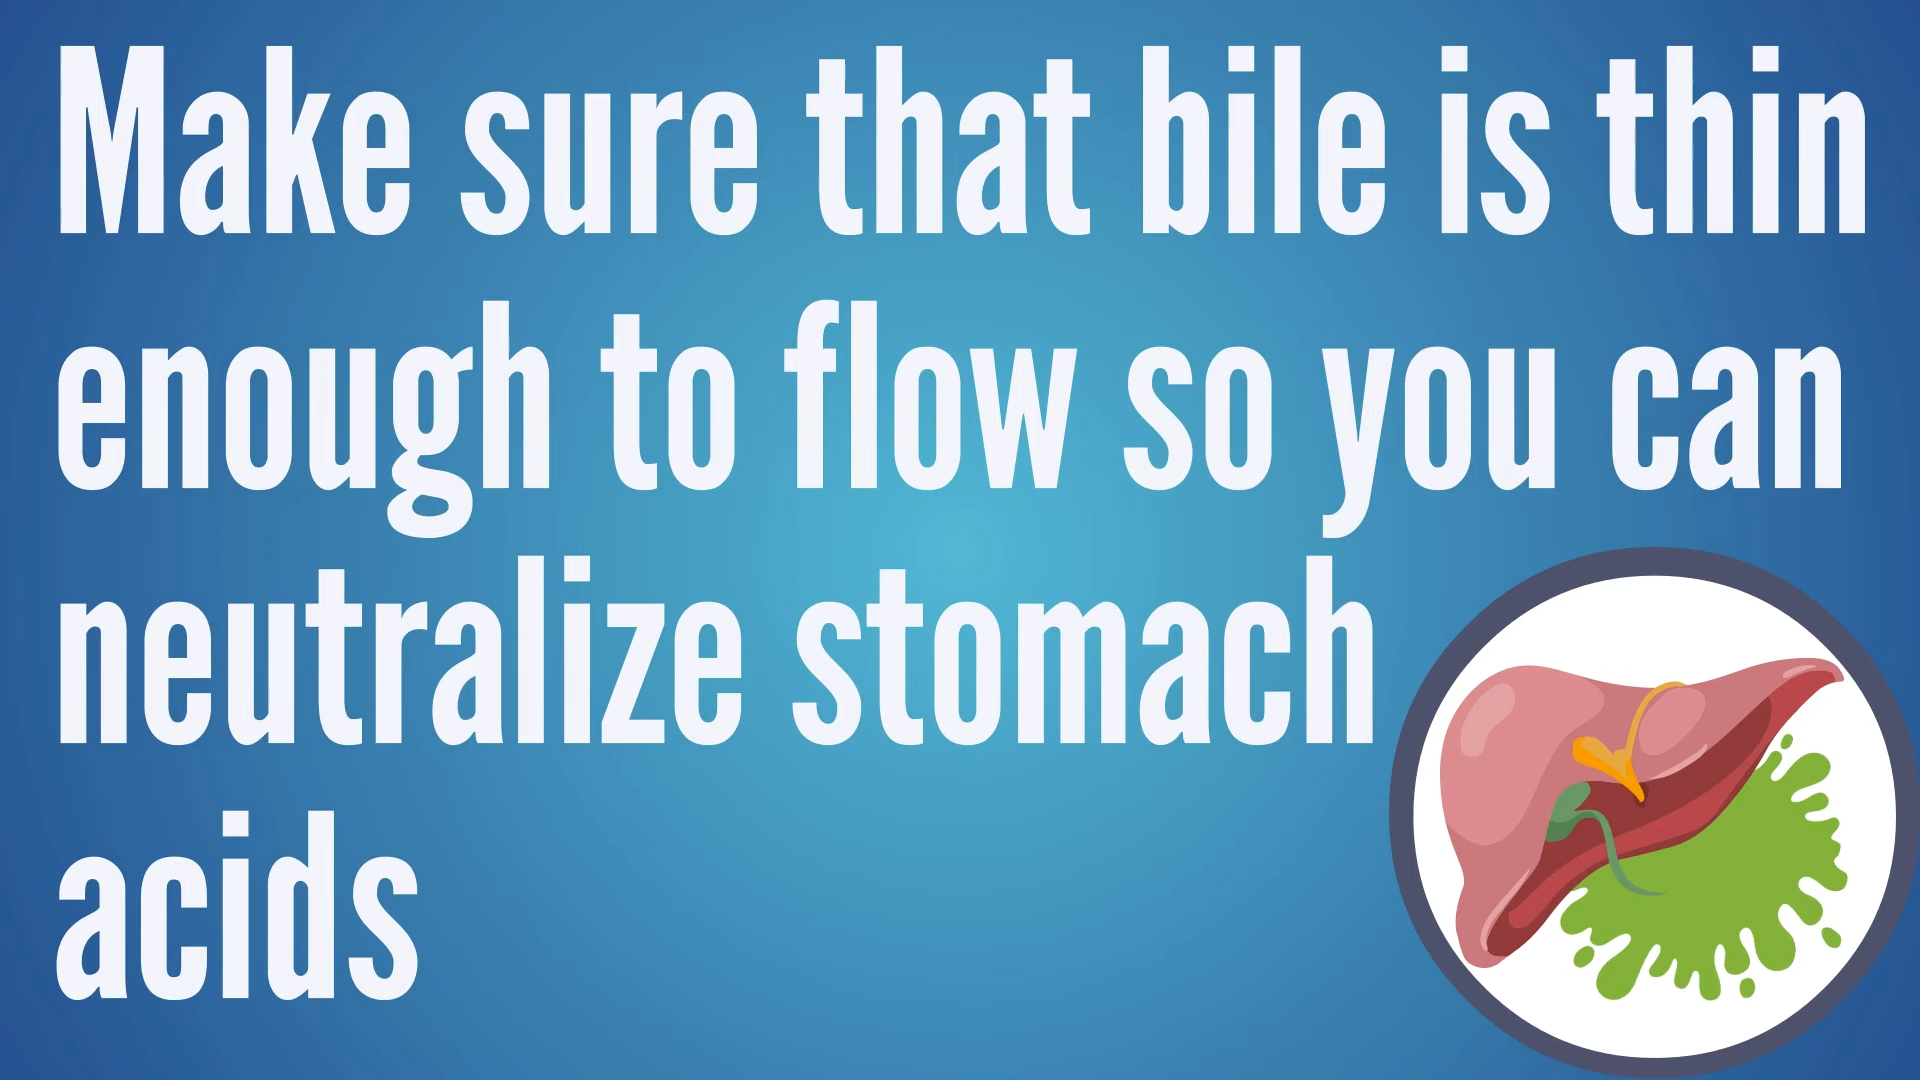 Make sure that bile is thin
enough to flow so you can
neutralize stomach
acids